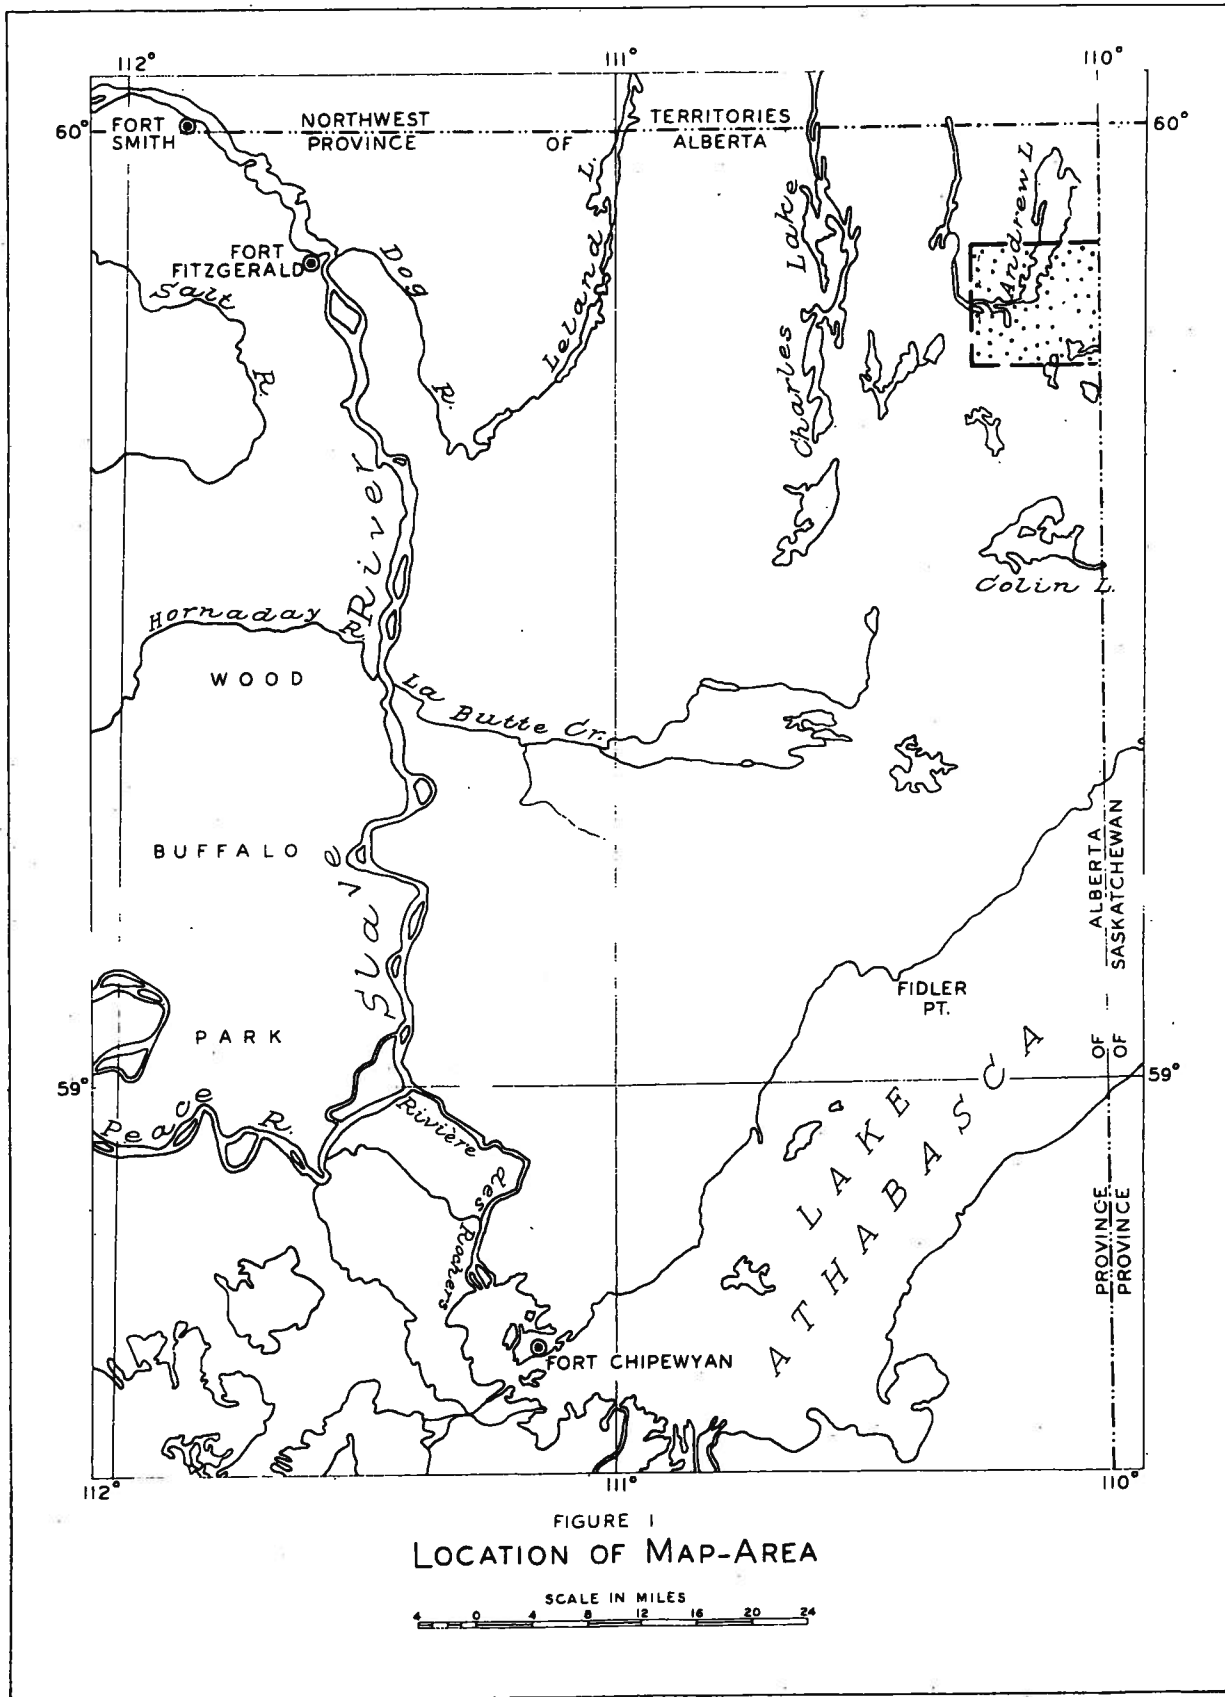 112°
111°
110°
60°
FORT
SMITH
NORTHWEST
TERRITORIES
PROVINCE
OF
ALBERTA
60°
FORT
FITZGERALD
Salt
R.
Dog
R.
Leland L.
Charles Lake
Andrew L
Colin L.
Hornaday
R.
River
WOOD
La Butte Cr.
BUFFALO
Slave
PARK
ALBERTA
SASKATCHEWAN
FIDLER
PT.
OF
OF
59°
59°
Peace R.
Rivière
des
Rochers
LAKE
ATHABASCA
PROVINCE
PROVINCE
FORT CHIPEWYAN
112°
111°
110°
FIGURE 1
LOCATION OF MAP-AREA
SCALE IN MILES
4 0 4 8 12 16 20 24